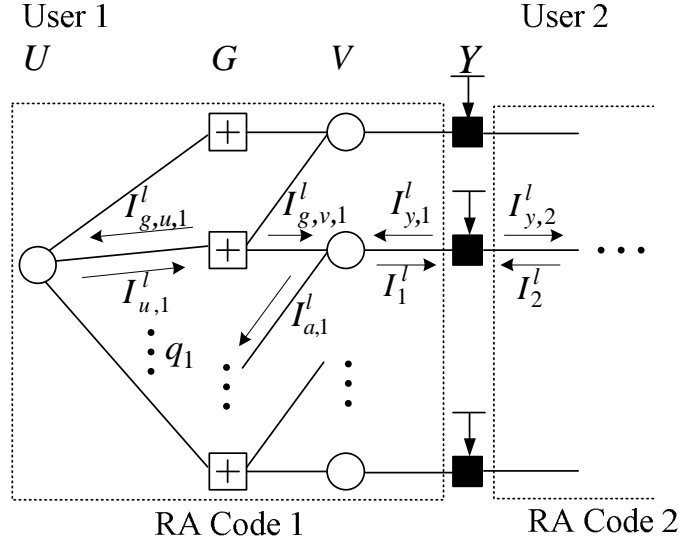 User 1 User 2
U G V Y
I^l_{g,u,1} I^l_{g,v,1} I^l_{y,1} I^l_{y,2}
I^l_{u,1} I^l_{a,1} I^l_1 I^l_2
q_1
RA Code 1 RA Code 2